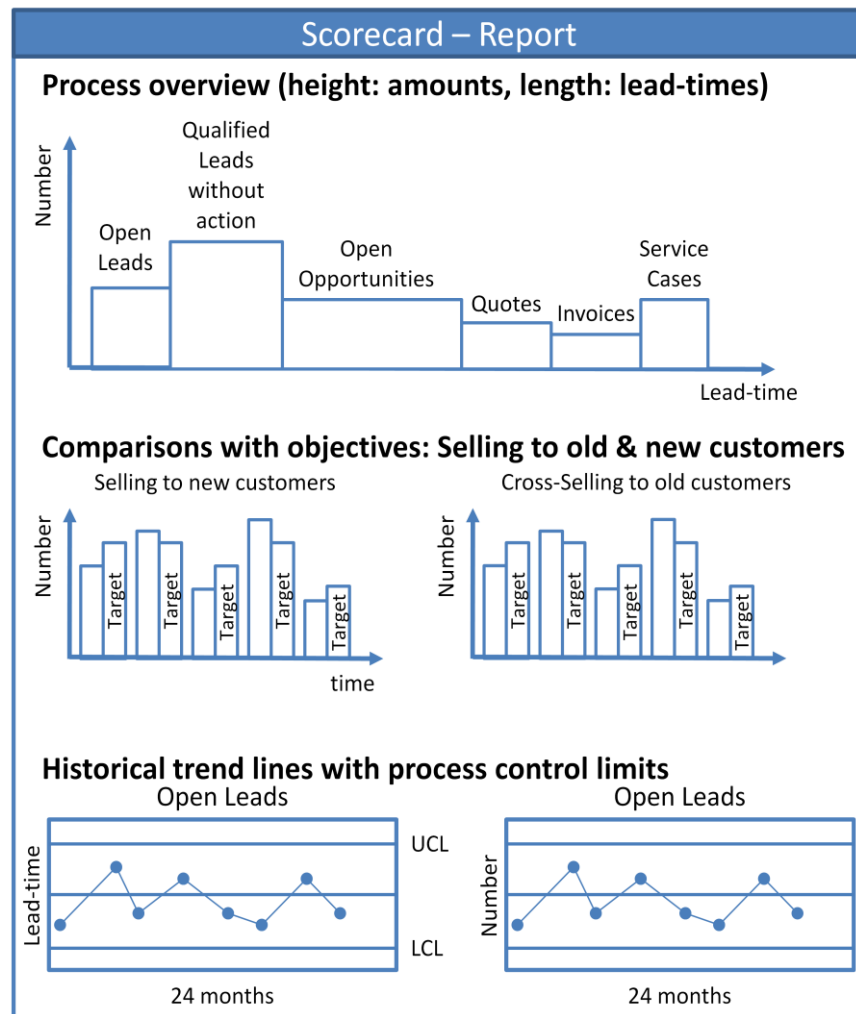 Scorecard – Report
Process overview (height: amounts, length: lead-times)
Number
Open
Leads
Qualified
Leads
without
action
Open
Opportunities
Quotes
Invoices
Service
Cases
Lead-time
Comparisons with objectives: Selling to old & new customers
Selling to new customers
Number
Target
Target
Target
Target
Target
time
Cross-Selling to old customers
Number
Target
Target
Target
Target
Target
Historical trend lines with process control limits
Open Leads
Lead-time
UCL
LCL
24 months
Open Leads
Number
24 months